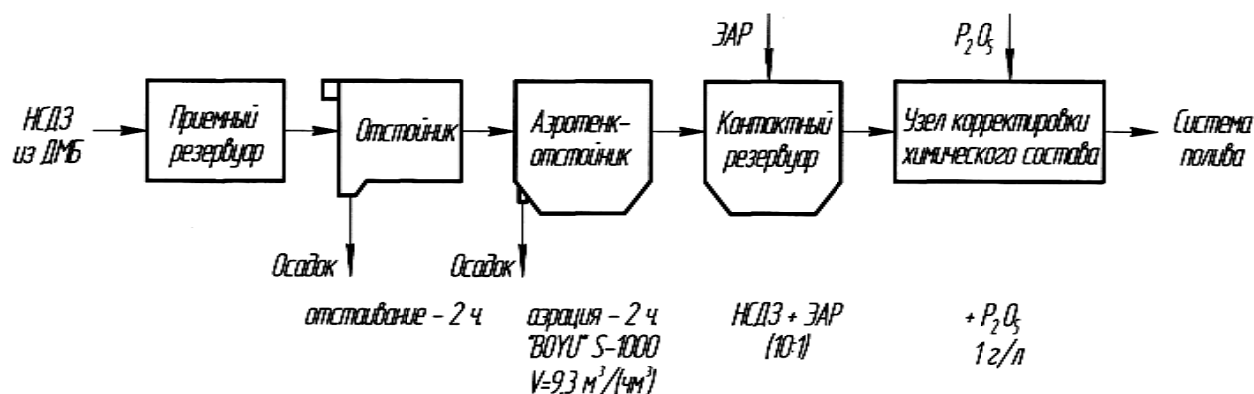 ЭАР
P₂O₅
НСДЗ
из ДМБ
Приемный
резервуар
Отстойник
Аэротенк-
отстойник
Контактный
резервуар
Узел корректировки
химического состава
Система
полива
Осадок
Осадок
отстаивание - 2 ч.
аэрация - 2 ч.
"BOYU" S-1000
V=9,3 м³/(чм³)
НСДЗ + ЭАР
(10:1)
+ P₂O₅
1 г/л